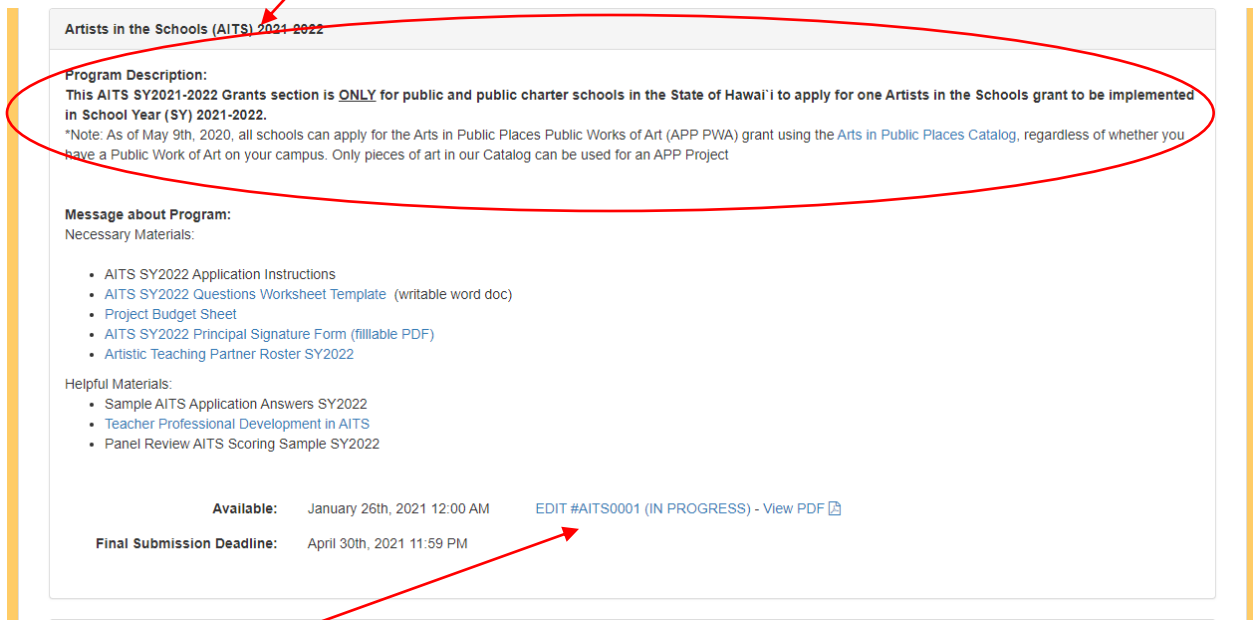 Artists in the Schools (AITS) 2021-2022
Program Description:
This AITS SY2021-2022 Grants section is ONLY for public and public charter schools in the State of Hawai`i to apply for one Artists in the Schools grant to be implemented
in School Year (SY) 2021-2022.
*Note: As of May 9th, 2020, all schools can apply for the Arts in Public Places Public Works of Art (APP PWA) grant using the Arts in Public Places Catalog, regardless of whether you
have a Public Work of Art on your campus. Only pieces of art in our Catalog can be used for an APP Project
Message about Program:
Necessary Materials:
• AITS SY2022 Application Instructions
• AITS SY2022 Questions Worksheet Template (writable word doc)
• Project Budget Sheet
• AITS SY2022 Principal Signature Form (filllable PDF)
• Artistic Teaching Partner Roster SY2022
Helpful Materials:
• Sample AITS Application Answers SY2022
• Teacher Professional Development in AITS
• Panel Review AITS Scoring Sample SY2022
Available: January 26th, 2021 12:00 AM EDIT #AITS0001 (IN PROGRESS) - View PDF
Final Submission Deadline: April 30th, 2021 11:59 PM